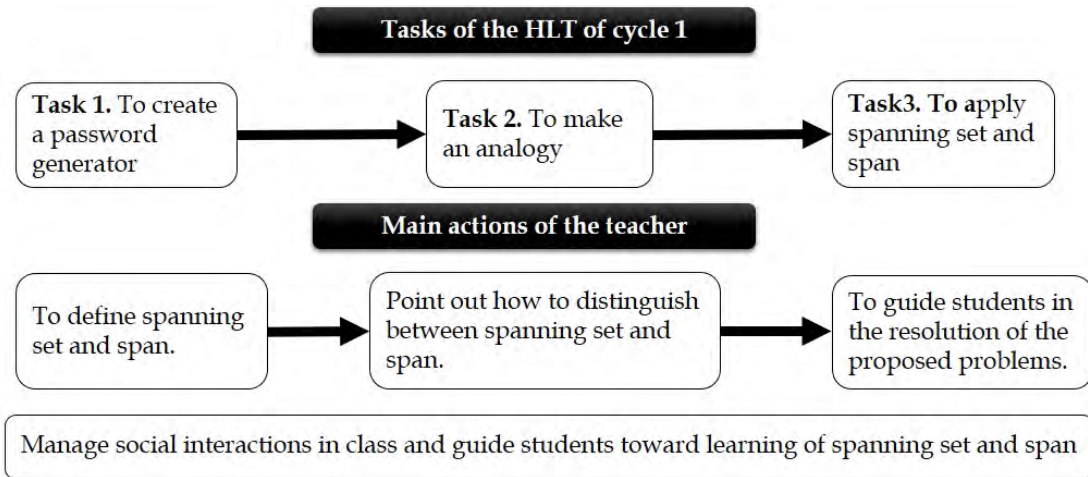 Tasks of the HLT of cycle 1
Task 1. To create
a password
generator
Task 2. To make
an analogy
Task3. To apply
spanning set and
span
Main actions of the teacher
To define spanning
set and span.
Point out how to distinguish
between spanning set and
span.
To guide students in
the resolution of the
proposed problems.
Manage social interactions in class and guide students toward learning of spanning set and span